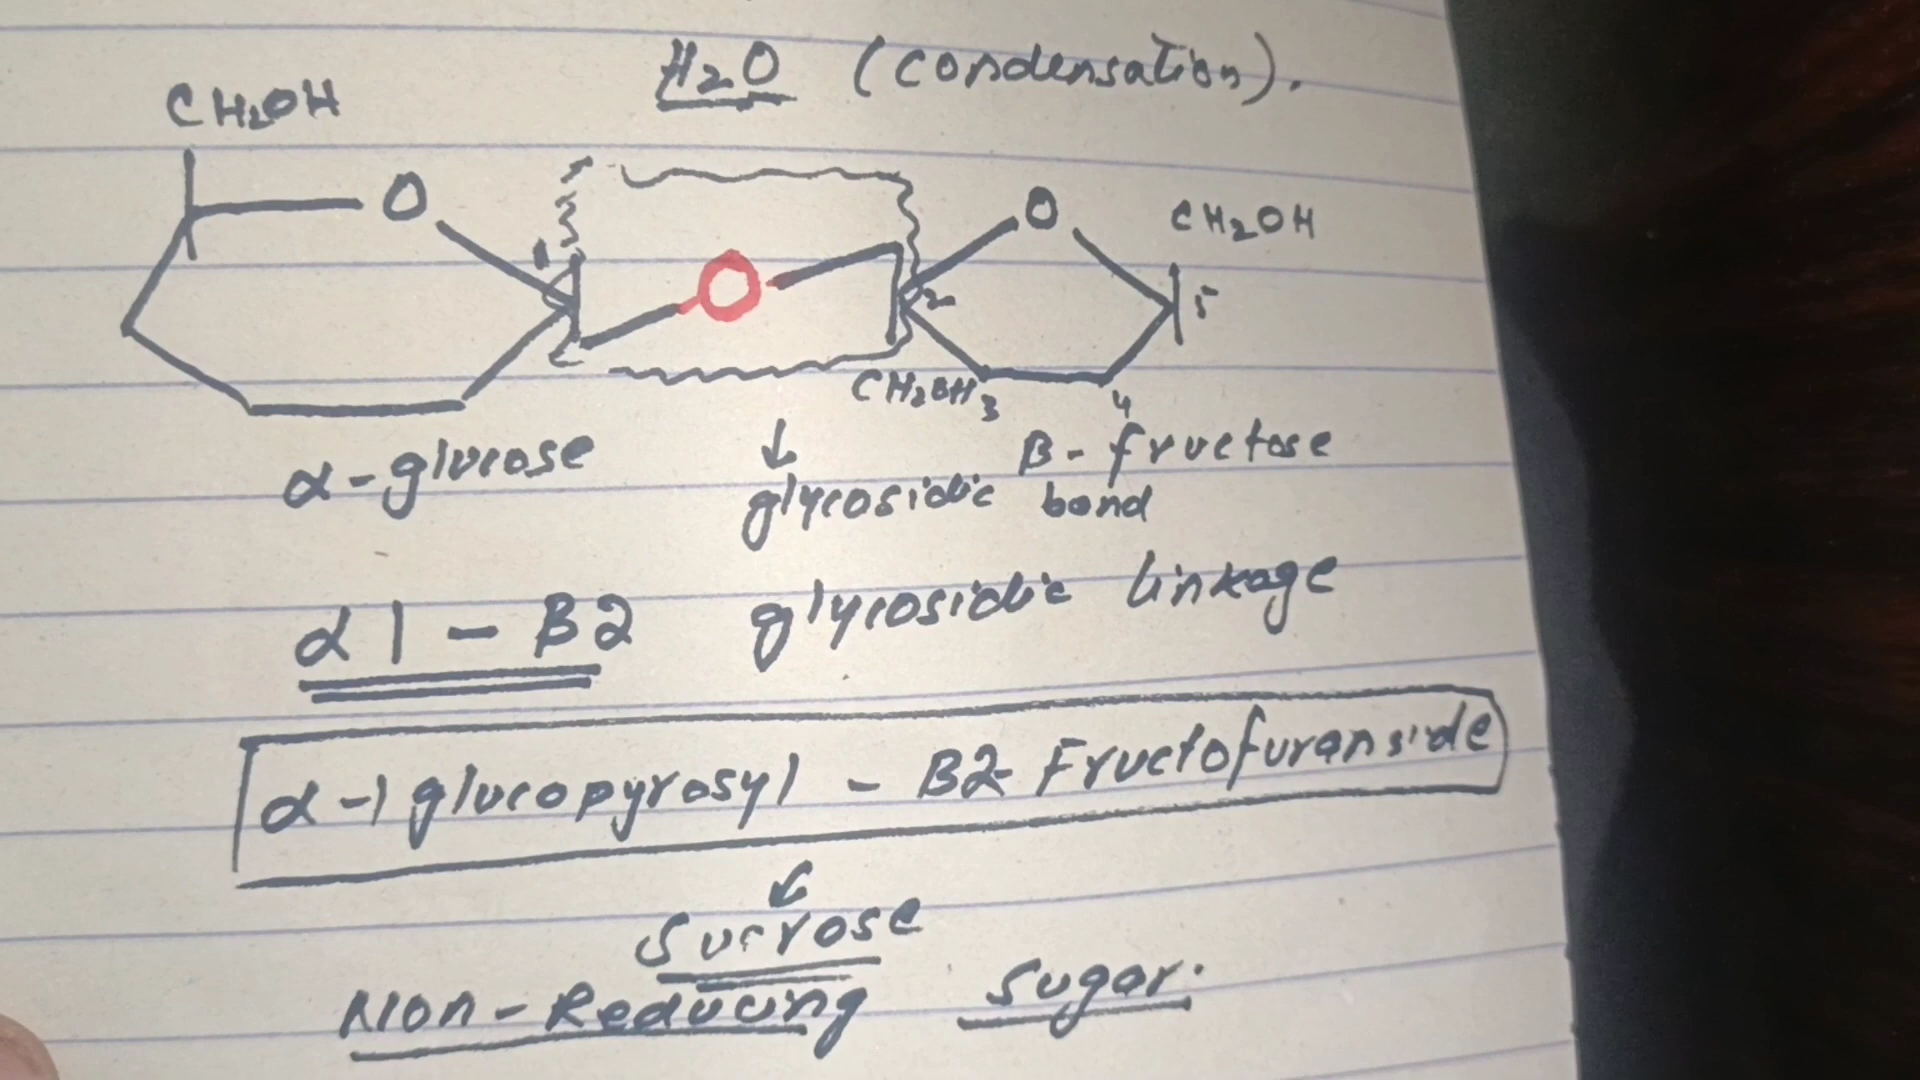 H₂O (condensation).
CH₂OH
O
O
CH₂OH
1
O
2
5
CH₂OH
3
4
α-glucose
β-fructose
↓
glycosidic bond
α1-β2 glycosidic linkage
α-1 glucopyrosyl - β2-Fructofuranside
↓
Sucrose
Non-Reducing Sugar.